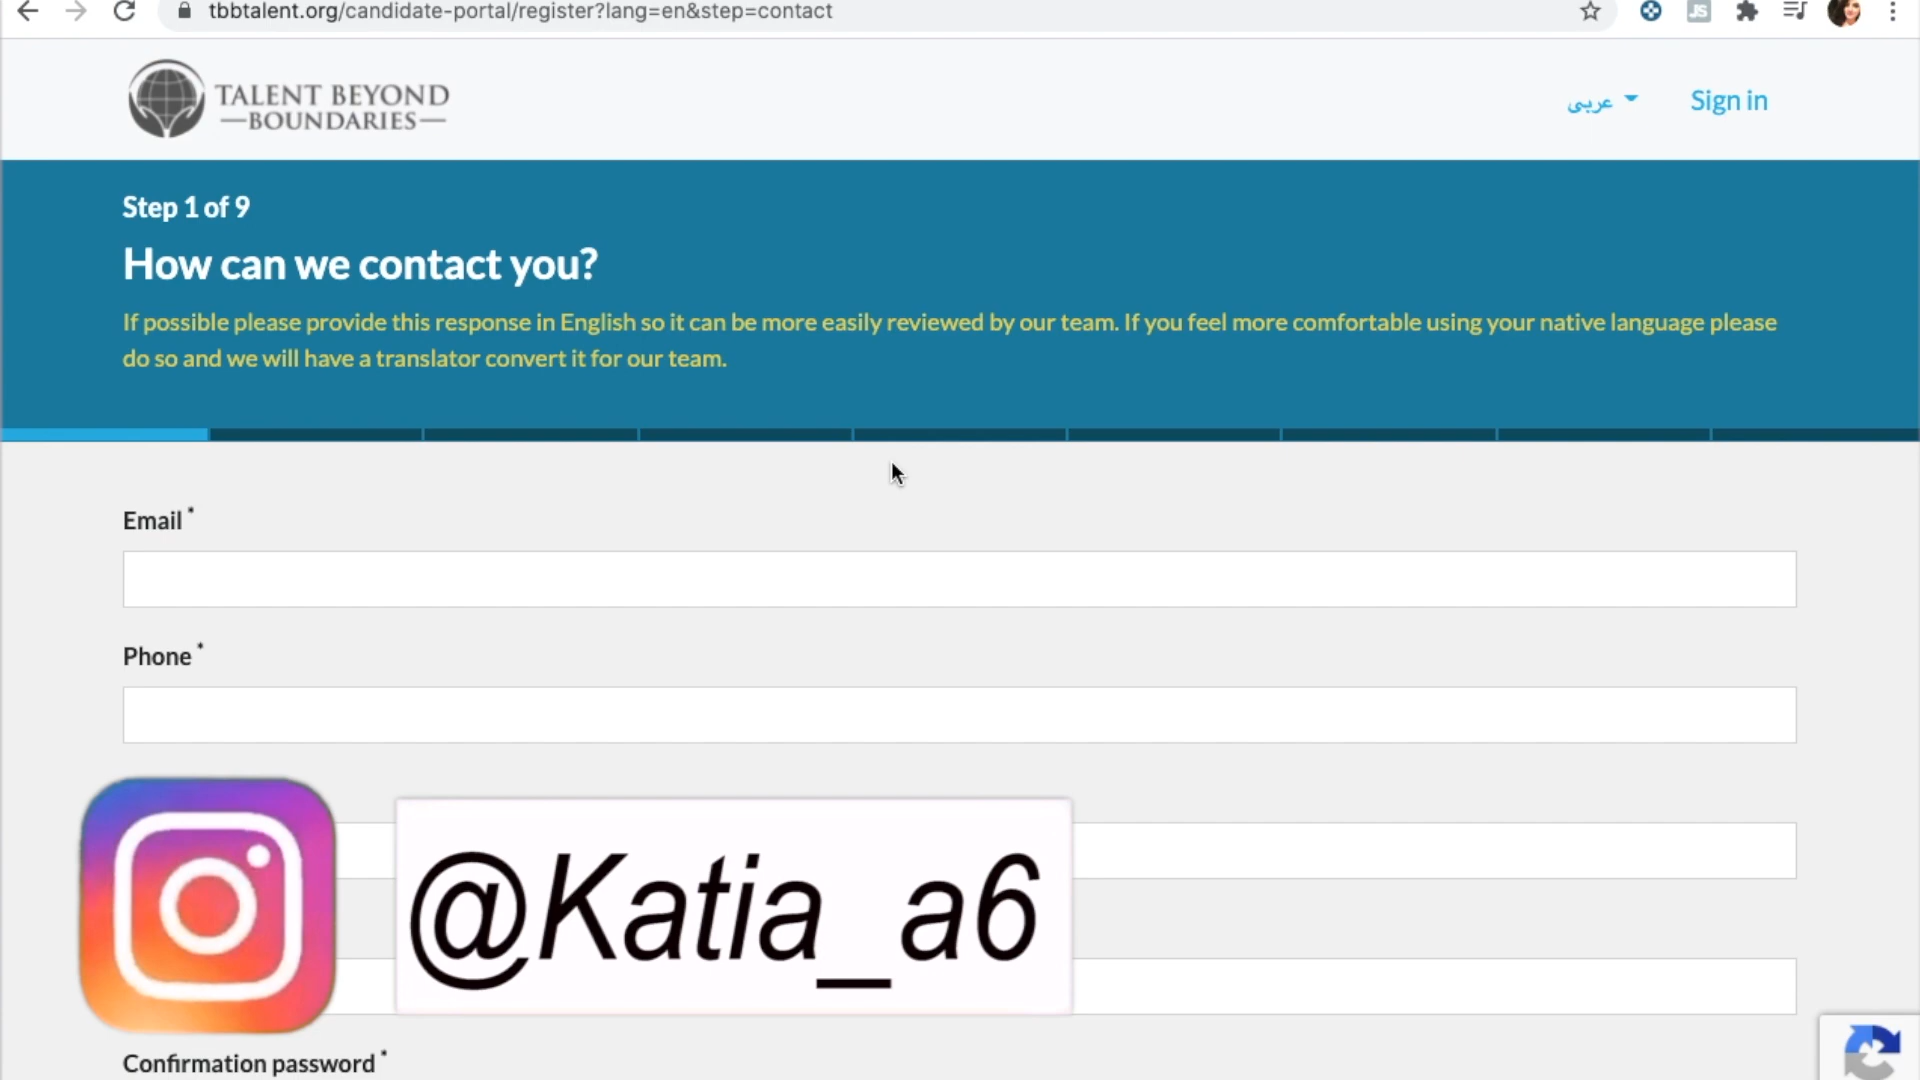 tbbtalent.org/candidate-portal/register?lang=en&step=contact
JS
TALENT BEYOND
BOUNDARIES
عربي
Sign in
Step 1 of 9
How can we contact you?
If possible please provide this response in English so it can be more easily reviewed by our team. If you feel more comfortable using your native language please
do so and we will have a translator convert it for our team.
Email *
Phone *
@Katia_a6
Confirmation password *